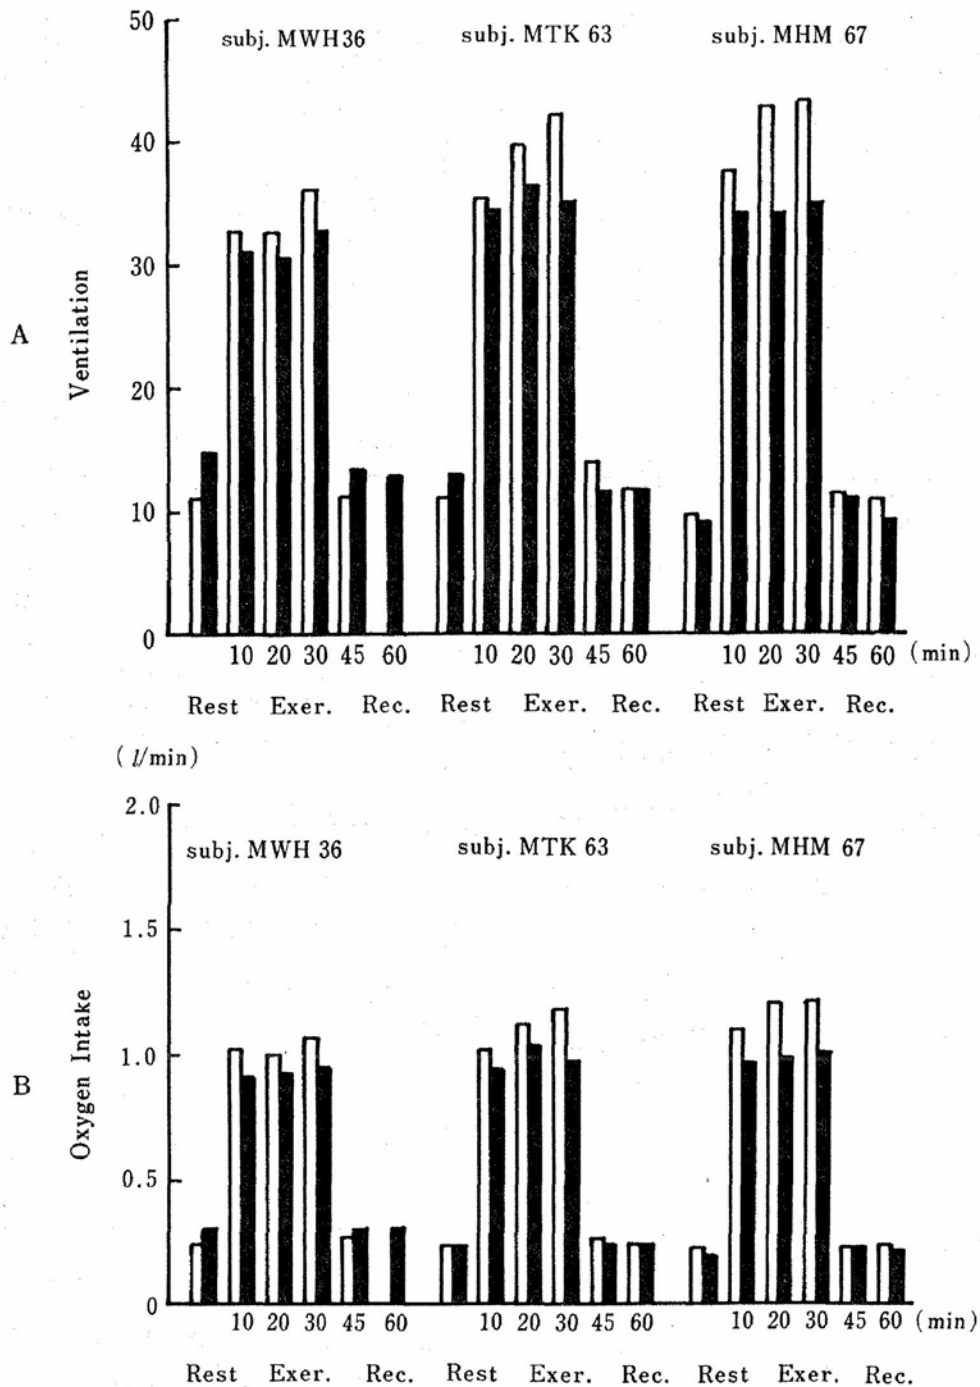 50
subj. MWH 36
subj. MTK 63
subj. MHM 67
40
30
A
Ventilation
20
10
0
10 20 30 45 60 10 20 30 45 60 10 20 30 45 60 (min)
Rest Exer. Rec. Rest Exer. Rec. Rest Exer. Rec.
(l/min)
2.0
subj. MWH 36
subj. MTK 63
subj. MHM 67
1.5
1.0
B
Oxygen Intake
0.5
0
10 20 30 45 60 10 20 30 45 60 10 20 30 45 60 (min)
Rest Exer. Rec. Rest Exer. Rec. Rest Exer. Rec.